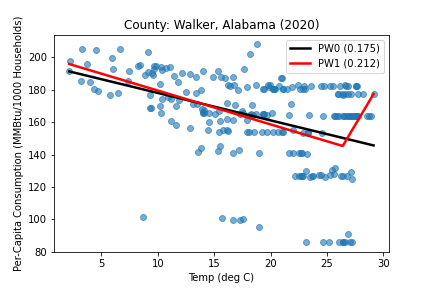 County: Walker, Alabama (2020)
PW0 (0.175)
PW1 (0.212)
Per-Capita Consumption (MMBtu/1000 Households)
200
180
160
140
120
100
80
5 10 15 20 25 30
Temp (deg C)